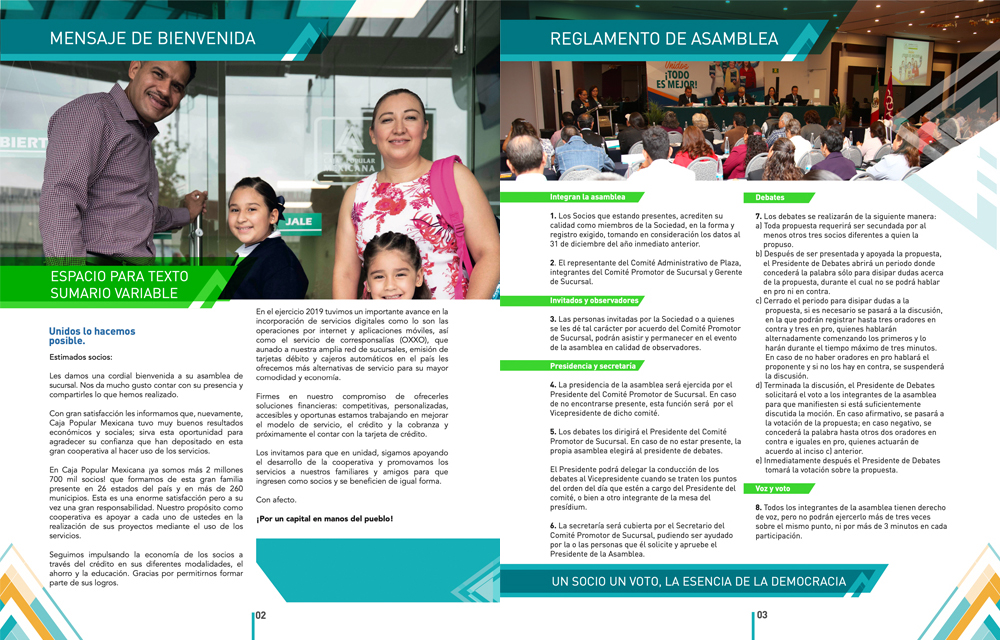 MENSAJE DE BIENVENIDA
ABIERT
POPULAR
ICANA
JALE
ESPACIO PARA TEXTO
SUMARIO VARIABLE
Unidos lo hacemos
posible.
Estimados socios:
Les damos una cordial bienvenida a su asamblea de
sucursal. Nos da mucho gusto contar con su presencia y
compartirles lo que hemos realizado.
Con gran satisfacción les informamos que, nuevamente,
Caja Popular Mexicana tuvo muy buenos resultados
económicos y sociales; sirva esta oportunidad para
agradecer su confianza que han depositado en esta
gran cooperativa al hacer uso de los servicios.
En Caja Popular Mexicana ¡ya somos más 2 millones
700 mil socios! que formamos de esta gran familia
presente en 26 estados del país y en más de 260
municipios. Esta es una enorme satisfacción pero a su
vez una gran responsabilidad. Nuestro propósito como
cooperativa es apoyar a cada uno de ustedes en la
realización de sus proyectos mediante el uso de los
servicios.
Seguimos impulsando la economía de los socios a
través del crédito en sus diferentes modalidades, el
ahorro y la educación. Gracias por permitirnos formar
parte de sus logros.
En el ejercicio 2019 tuvimos un importante avance en la
incorporación de servicios digitales como lo son las
operaciones por internet y aplicaciones móviles, así
como el servicio de corresponsalías (OXXO), que
aunado a nuestra amplia red de sucursales, emisión de
tarjetas débito y cajeros automáticos en el país les
ofrecemos más alternativas de servicio para su mayor
comodidad y economía.
Firmes en nuestro compromiso de ofrecerles
soluciones financieras: competitivas, personalizadas,
accesibles y oportunas estamos trabajando en mejorar
el modelo de servicio, el crédito y la cobranza y
próximamente el contar con la tarjeta de crédito.
Los invitamos para que en unidad, sigamos apoyando
el desarrollo de la cooperativa y promovamos los
servicios a nuestros familiares y amigos para que
ingresen como socios y se beneficien de igual forma.
Con afecto.
¡Por un capital en manos del pueblo!
02
REGLAMENTO DE ASAMBLEA
Unidos
¡TODO
ES MEJOR!
Integran la asamblea
1. Los Socios que estando presentes, acrediten su
calidad como miembros de la Sociedad, en la forma y
registro exigido, tomando en consideración los datos al
31 de diciembre del año inmediato anterior.
2. El representante del Comité Administrativo de Plaza,
integrantes del Comité Promotor de Sucursal y Gerente
de Sucursal.
Invitados y observadores
3. Las personas invitadas por la Sociedad o a quienes
se les dé tal carácter por acuerdo del Comité Promotor
de Sucursal, podrán asistir y permanecer en el evento
de la asamblea en calidad de observadores.
Presidencia y secretaría
4. La presidencia de la asamblea será ejercida por el
Presidente del Comité Promotor de Sucursal. En caso
de no encontrarse presente, esta función será por el
Vicepresidente de dicho comité.
5. Los debates los dirigirá el Presidente del Comité
Promotor de Sucursal. En caso de no estar presente, la
propia asamblea elegirá al presidente de debates.
El Presidente podrá delegar la conducción de los
debates al Vicepresidente cuando se traten los puntos
del orden del día que estén a cargo del Presidente del
comité, o bien a otro integrante de la mesa del
presídium.
6. La secretaría será cubierta por el Secretario del
Comité Promotor de Sucursal, pudiendo ser ayudado
por la o las personas que él solicite y apruebe el
Presidente de la Asamblea.
Debates
7. Los debates se realizarán de la siguiente manera:
a) Toda propuesta requerirá ser secundada por al
menos otros tres socios diferentes a quien la
propuso.
b) Después de ser presentada y apoyada la propuesta,
el Presidente de Debates abrirá un periodo donde
concederá la palabra sólo para disipar dudas acerca
de la propuesta, durante el cual no se podrá hablar
en pro ni en contra.
c) Cerrado el periodo para disipar dudas a la
propuesta, si es necesario se pasará a la discusión,
en la que podrán registrar hasta tres oradores en
contra y tres en pro, quienes hablarán
alternadamente comenzando los primeros y lo
harán durante el tiempo máximo de tres minutos.
En caso de no haber oradores en pro hablará el
proponente y si no los hay en contra, se suspenderá
la discusión.
d) Terminada la discusión, el Presidente de Debates
solicitará el voto a los integrantes de la asamblea
para que manifiesten si está suficientemente
discutida la moción. En caso afirmativo, se pasará a
la votación de la propuesta; en caso negativo, se
concederá la palabra hasta otros dos oradores en
contra e iguales en pro, quienes actuarán de
acuerdo al inciso c) anterior.
e) Inmediatamente después el Presidente de Debates
tomará la votación sobre la propuesta.
Voz y voto
8. Todos los integrantes de la asamblea tienen derecho
de voz, pero no podrán ejercerlo más de tres veces
sobre el mismo punto, ni por más de 3 minutos en cada
participación.
UN SOCIO UN VOTO, LA ESENCIA DE LA DEMOCRACIA
03